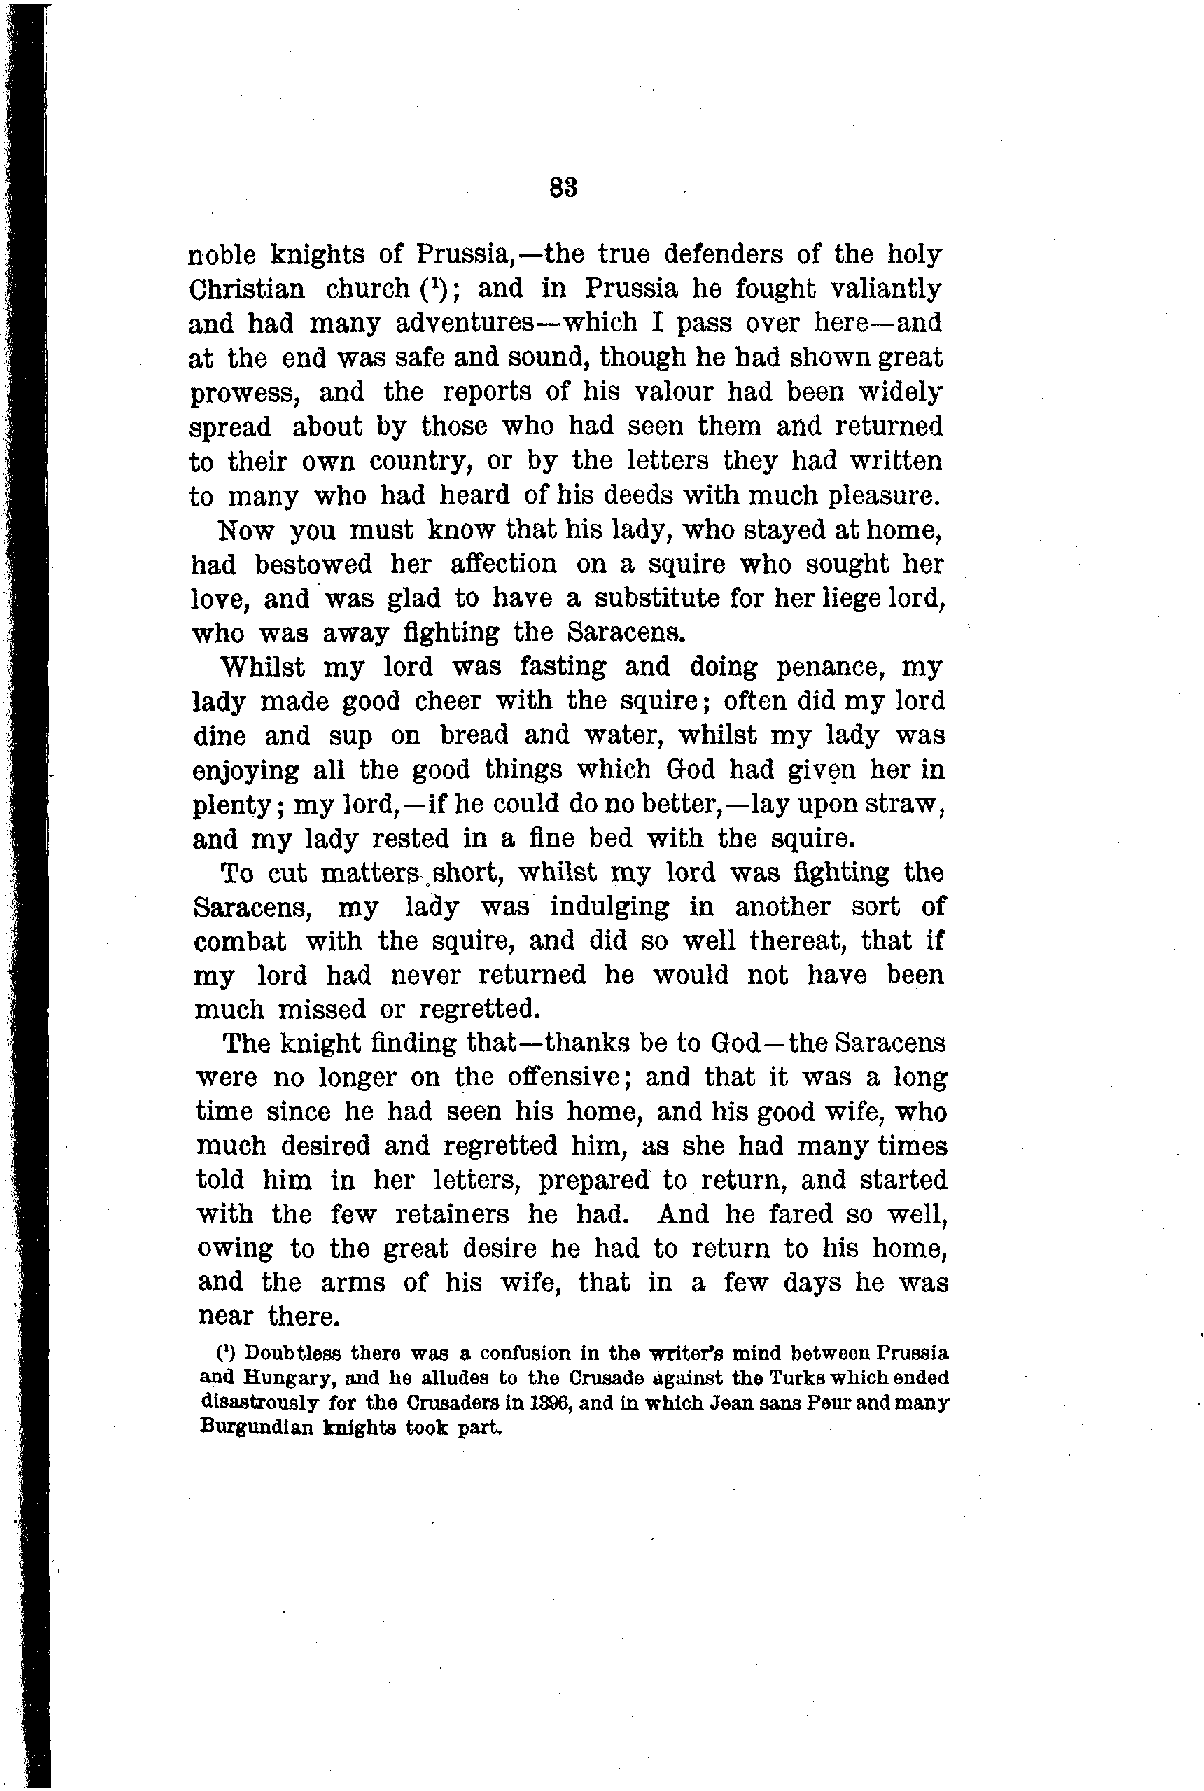 83
noble knights of Prussia,—the true defenders of the holy
Christian church (¹); and in Prussia he fought valiantly
and had many adventures—which I pass over here—and
at the end was safe and sound, though he had shown great
prowess, and the reports of his valour had been widely
spread about by those who had seen them and returned
to their own country, or by the letters they had written
to many who had heard of his deeds with much pleasure.
Now you must know that his lady, who stayed at home,
had bestowed her affection on a squire who sought her
love, and was glad to have a substitute for her liege lord,
who was away fighting the Saracens.
Whilst my lord was fasting and doing penance, my
lady made good cheer with the squire; often did my lord
dine and sup on bread and water, whilst my lady was
enjoying all the good things which God had given her in
plenty; my lord,—if he could do no better,—lay upon straw,
and my lady rested in a fine bed with the squire.
To cut matters short, whilst my lord was fighting the
Saracens, my lady was indulging in another sort of
combat with the squire, and did so well thereat, that if
my lord had never returned he would not have been
much missed or regretted.
The knight finding that—thanks be to God—the Saracens
were no longer on the offensive; and that it was a long
time since he had seen his home, and his good wife, who
much desired and regretted him, as she had many times
told him in her letters, prepared to return, and started
with the few retainers he had. And he fared so well,
owing to the great desire he had to return to his home,
and the arms of his wife, that in a few days he was
near there.
(¹) Doubtless there was a confusion in the writer's mind between Prussia
and Hungary, and he alludes to the Crusade against the Turks which ended
disastrously for the Crusaders in 1396, and in which Jean sans Peur and many
Burgundian knights took part.